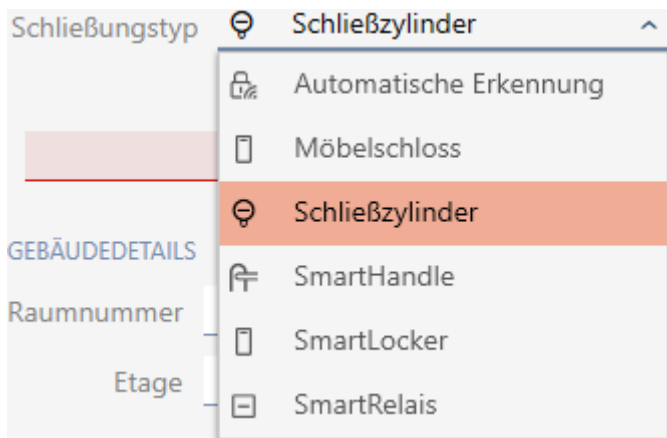 Schließungstyp Schließzylinder
Automatische Erkennung
Möbelschloss
Schließzylinder
GEBÄUDEDETAILS
SmartHandle
Raumnummer
SmartLocker
Etage
SmartRelais